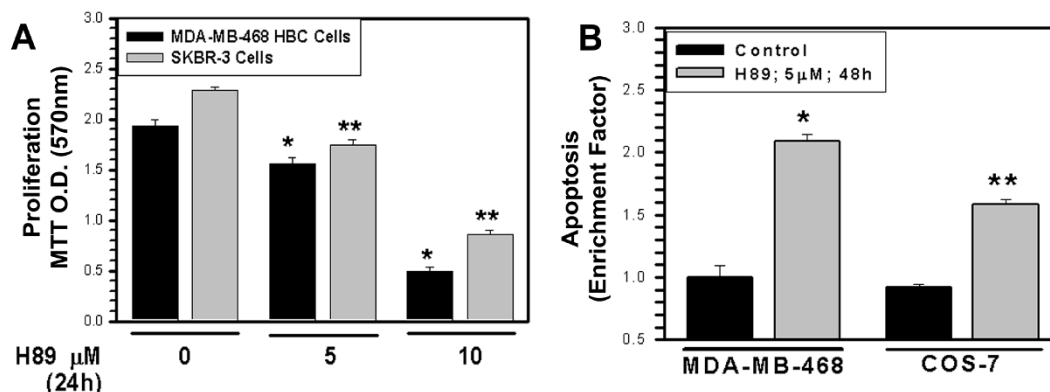 A
Proliferation
MTT O.D. (570nm)
3.0
2.5
2.0
1.5
1.0
0.5
0.0
MDA-MB-468 HBC Cells
SKBR-3 Cells
*
**
*
**
H89 μM
(24h)
0
5
10
B
Apoptosis
(Enrichment Factor)
3.0
2.5
2.0
1.5
1.0
0.5
Control
H89; 5μM; 48h
*
**
MDA-MB-468
COS-7